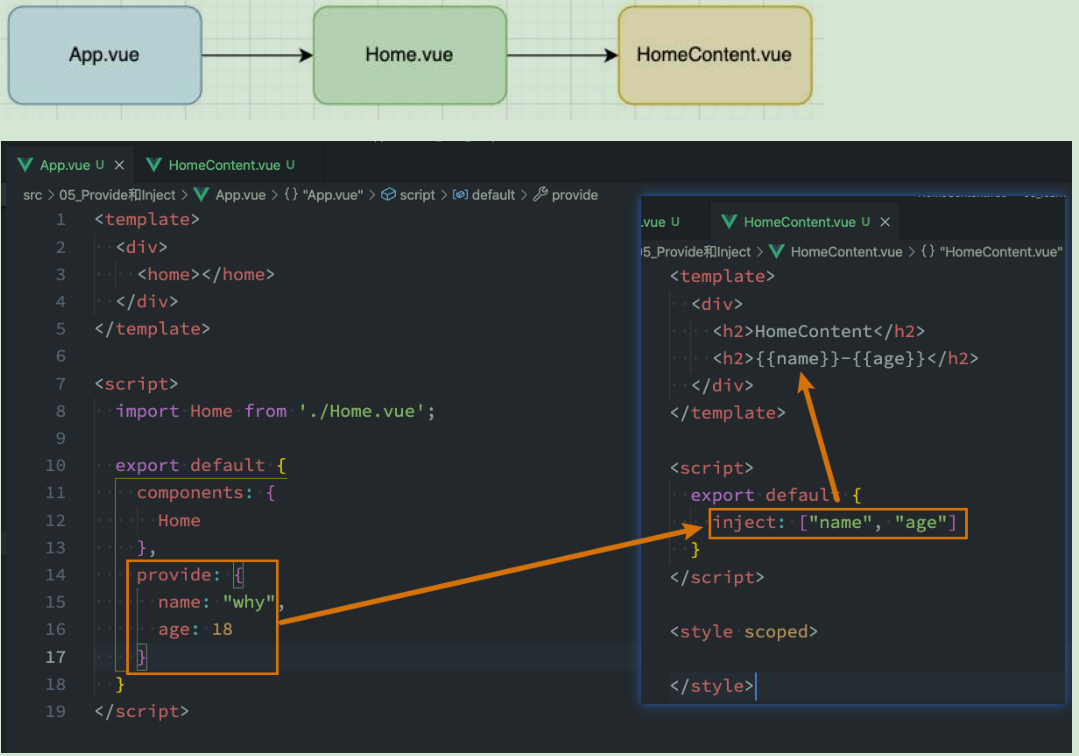 App.vue
Home.vue
HomeContent.vue
App.vue U ×
HomeContent.vue U
src > 05_Provide和Inject > App.vue > {} "App.vue" > script > default > provide
1 <template>
2 <div>
3 <home></home>
4 </div>
5 </template>
6
7 <script>
8 import Home from './Home.vue';
9
10 export default {
11 components: {
12 Home
13 },
14 provide: {
15 name: "why",
16 age: 18
17 }
18 }
19 </script>
.vue U
HomeContent.vue U ×
05_Provide和Inject > HomeContent.vue > {} "HomeContent.vue"
<template>
<div>
<h2>HomeContent</h2>
<h2>{{name}}-{{age}}</h2>
</div>
</template>
<script>
export default {
inject: ["name", "age"]
}
</script>
<style scoped>
</style>